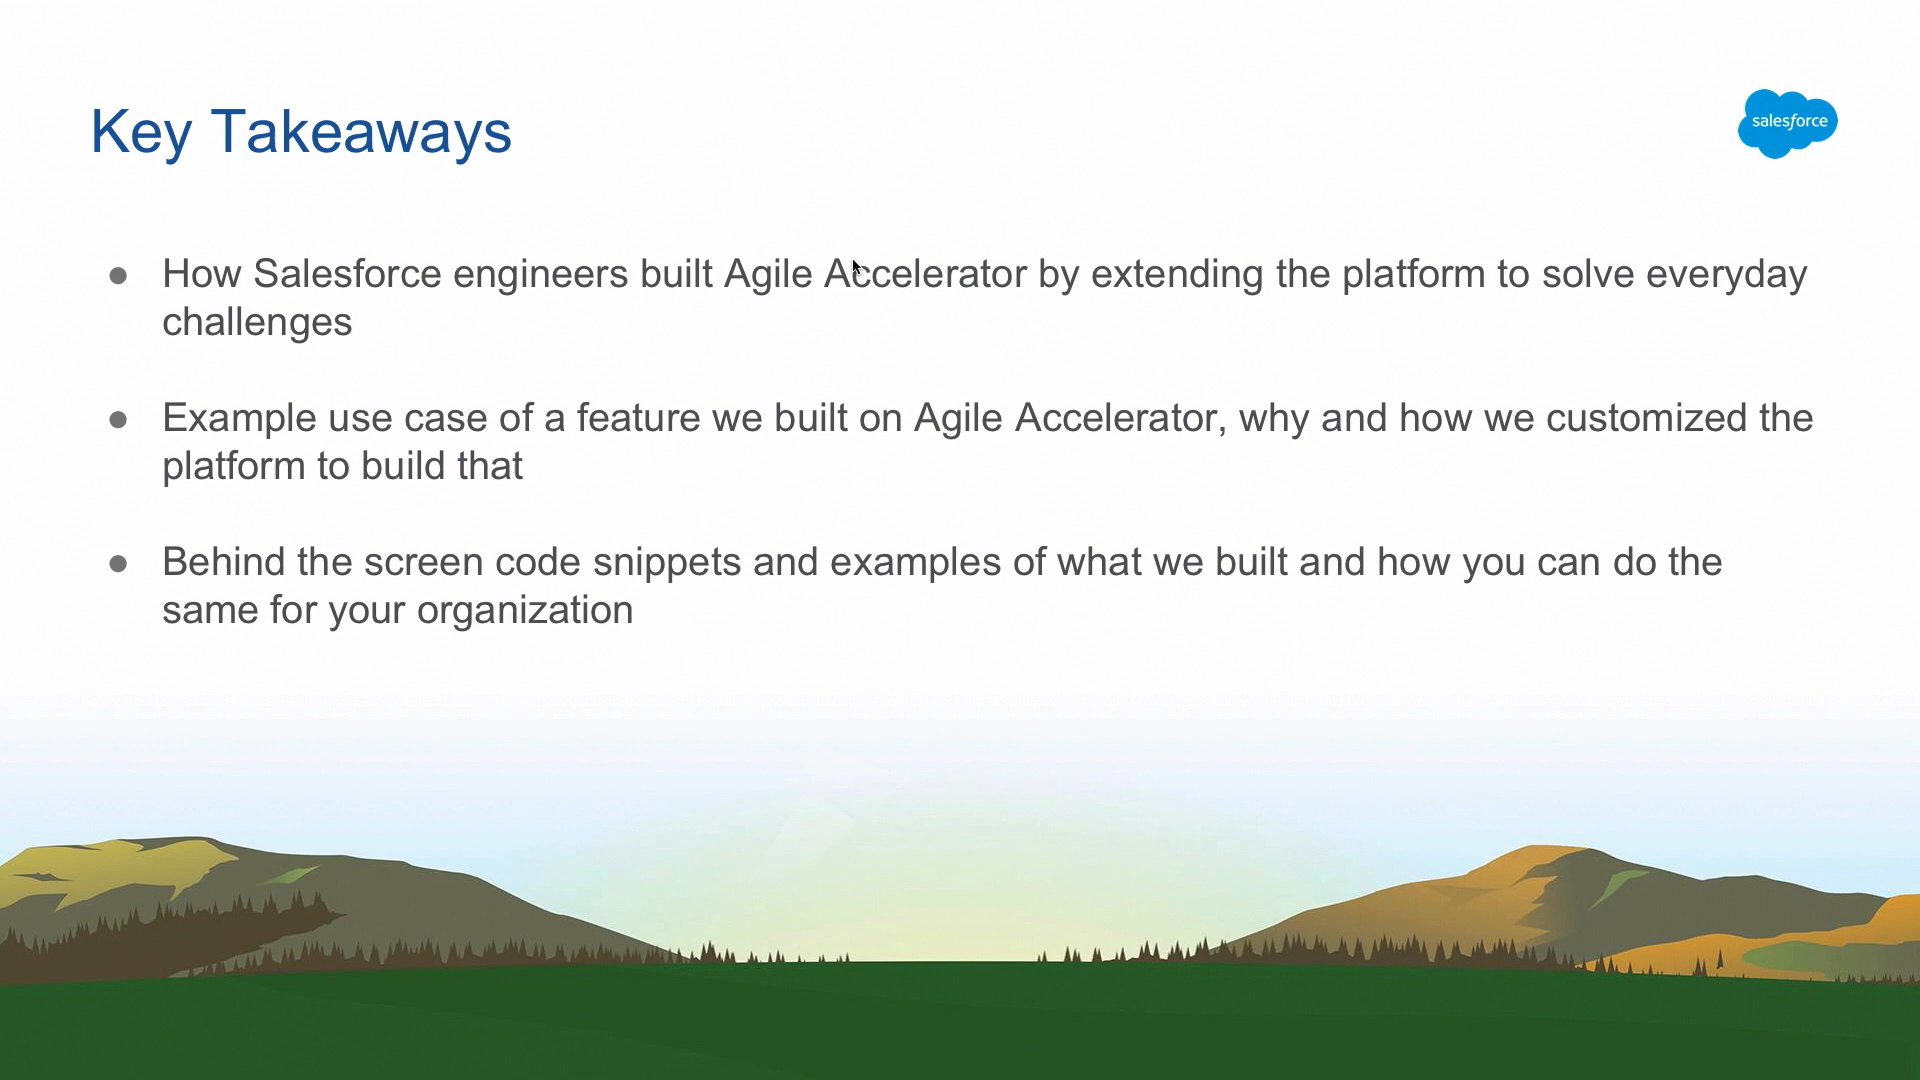 Key Takeaways
salesforce
● How Salesforce engineers built Agile Accelerator by extending the platform to solve everyday
challenges
● Example use case of a feature we built on Agile Accelerator, why and how we customized the
platform to build that
● Behind the screen code snippets and examples of what we built and how you can do the
same for your organization